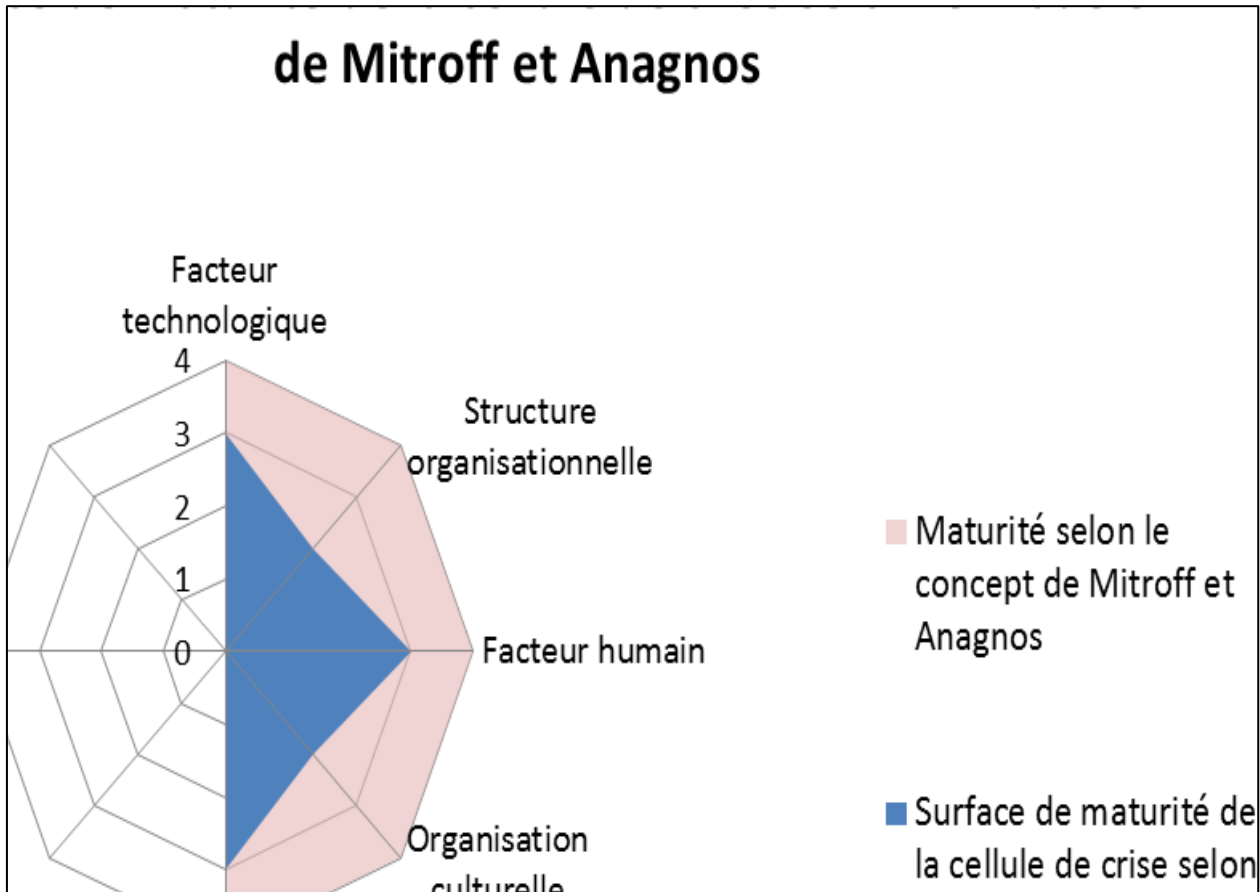 de Mitroff et Anagnos
Facteur
technologique
4
3
2
1
0
Structure
organisationnelle
Facteur humain
Organisation
culturelle
Maturité selon le
concept de Mitroff et
Anagnos
Surface de maturité de
la cellule de crise selon